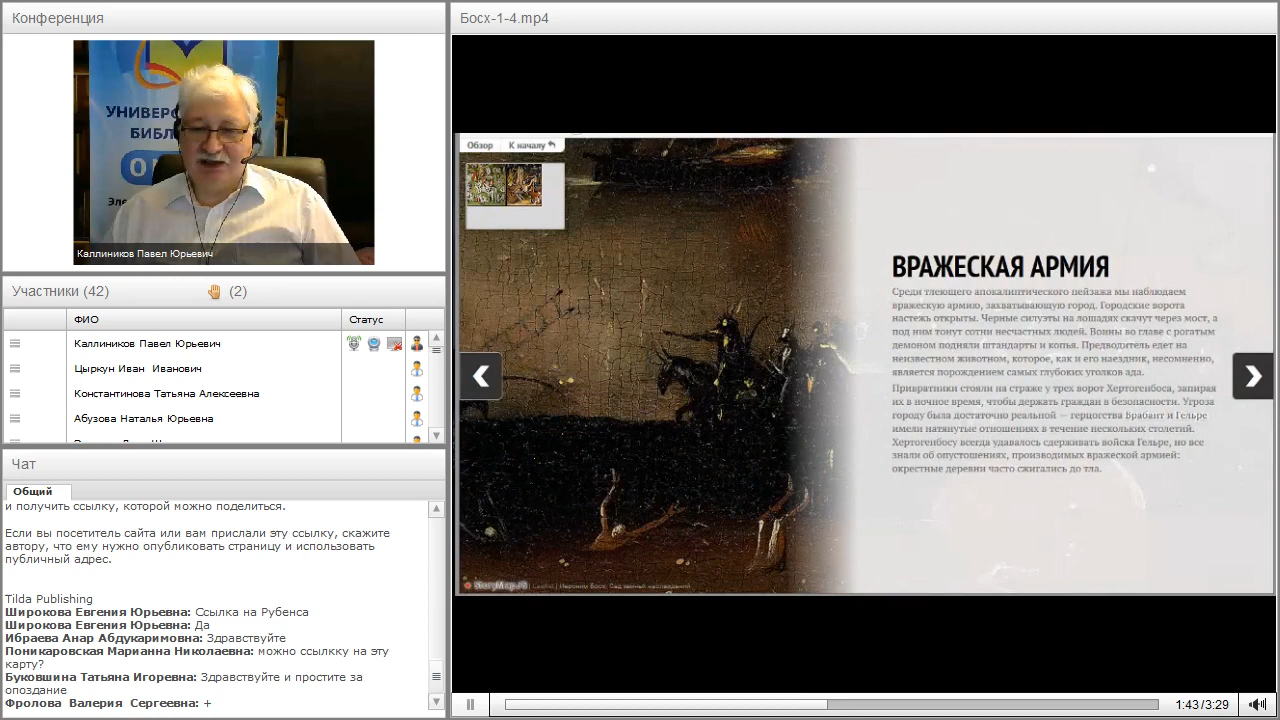 Конференция
УНИВЕРС
БИБЛ
Каллиников Павел Юрьевич
Участники (42)
(2)
ФИО
Статус
Каллиников Павел Юрьевич
Цыркун Иван  Иванович
Константинова Татьяна Алексеевна
Абузова Наталья Юрьевна
Чат
Общий
и получить ссылку, которой можно поделиться.
Если вы посетитель сайта или вам прислали эту ссылку, скажите
автору, что ему нужно опубликовать страницу и использовать
публичный адрес.
Tilda Publishing
Широкова Евгения Юрьевна: Ссылка на Рубенса
Широкова Евгения Юрьевна: Да
Ибраева Анар Абдукаримовна: Здравствуйте
Поникаровская Марианна Николаевна: можно ссылкку на эту
карту?
Буковшина Татьяна Игоревна: Здравствуйте и простите за
опоздание
Фролова  Валерия  Сергеевна: +
Босх-1-4.mp4
Обзор
К началу
ВРАЖЕСКАЯ АРМИЯ
Среди тлеющего апокалиптического пейзажа мы наблюдаем
вражескую армию, захватывающую город. Городские ворота
настежь открыты. Черные силуэты на лошадях скачут через мост, а
под ним тонут сотни несчастных людей. Воины во главе с рогатым
демоном подняли штандарты и копья. Предводитель едет на
неизвестном животном, которое, как и его наездник, несомненно,
является порождением самых глубоких уголков ада.
Привратники стояли на страже у трех ворот Хертогенбоса, запирая
их в ночное время, чтобы держать граждан в безопасности. Угроза
городу была достаточно реальной — герцогства Брабант и Гельре
имели натянутые отношениях в течение нескольких столетий.
Хертогенбосу всегда удавалось сдерживать войска Гельре, но все
знали об опустошениях, производимых вражеской армией:
окрестные деревни часто сжигались до тла.
StoryMap JS | Leaflet | Иероним Босх. Сад земных наслаждений
1:43/3:29